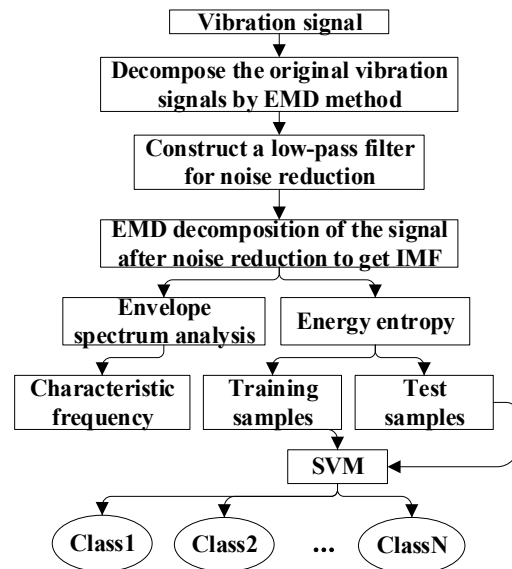 Vibration signal
Decompose the original vibration
signals by EMD method
Construct a low-pass filter
for noise reduction
EMD decomposition of the signal
after noise reduction to get IMF
Envelope
spectrum analysis
Energy entropy
Characteristic
frequency
Training
samples
Test
samples
SVM
Class1
Class2
...
ClassN